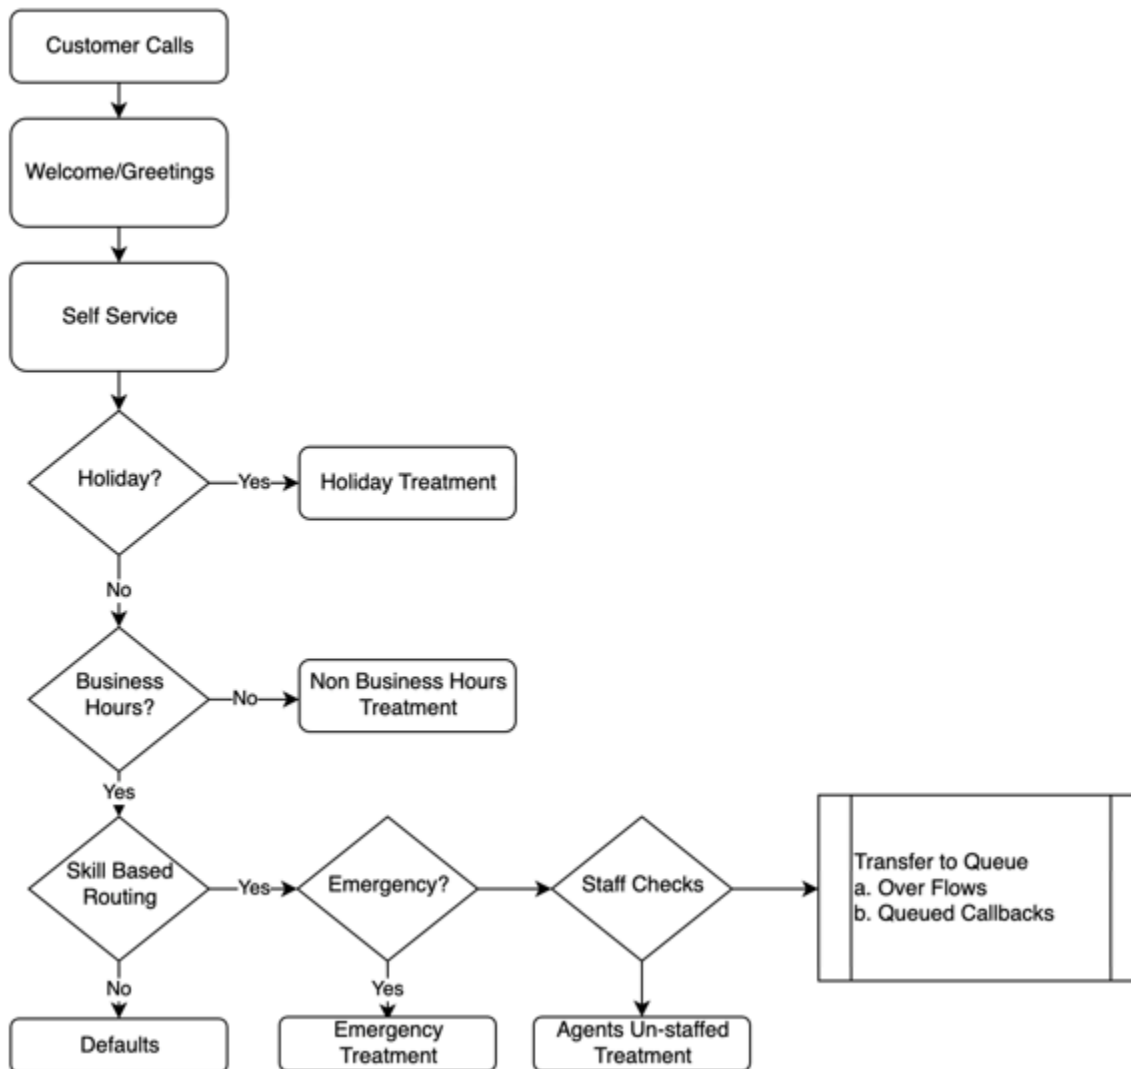 Customer Calls
Welcome/Greetings
Self Service
Holiday?
Yes
Holiday Treatment
No
Business
Hours?
No
Non Business Hours
Treatment
Yes
Skill Based
Routing
Yes
Emergency?
Staff Checks
Transfer to Queue
a. Over Flows
b. Queued Callbacks
No
Yes
Defaults
Emergency
Treatment
Agents Un-staffed
Treatment